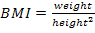 BMI = weight / height²